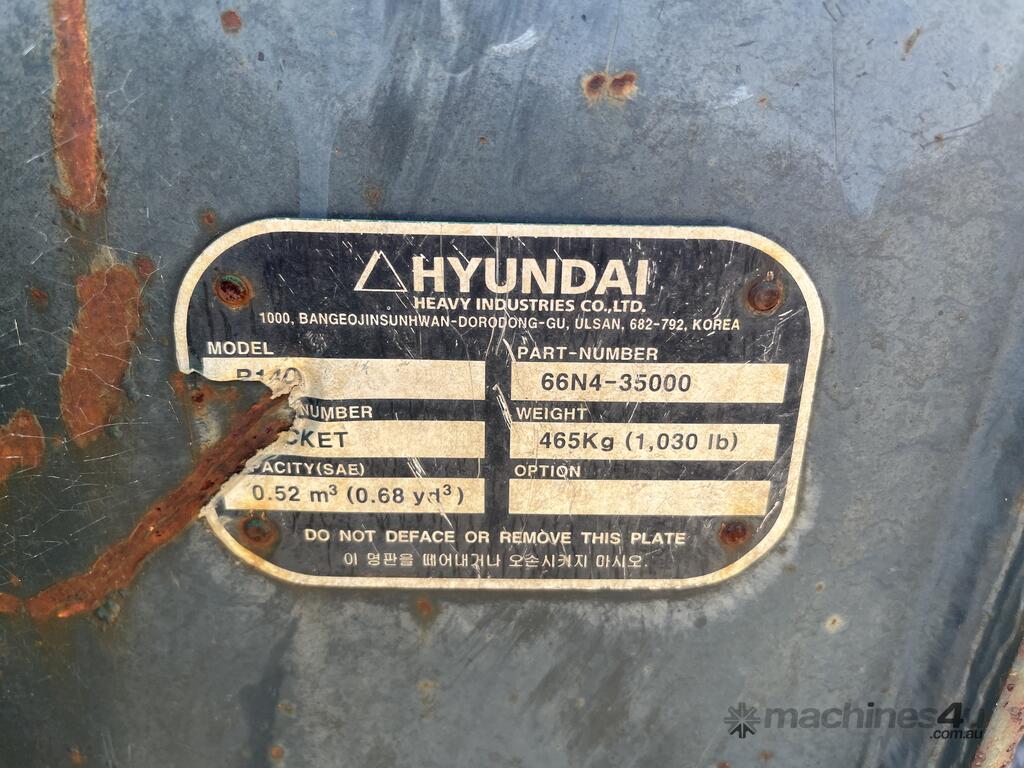 HYUNDAI
HEAVY INDUSTRIES CO.,LTD.
1000, BANGEOJINSUNHWAN-DORODONG-GU, ULSAN, 682-792, KOREA
MODEL
PART-NUMBER
66N4-35000
NUMBER
WEIGHT
CKET
465Kg (1,030 lb)
PACITY(SAE)
OPTION
0.52 m³ (0.68 yd³)
DO NOT DEFACE OR REMOVE THIS PLATE
이 명판을 떼어내거나 오손시켜지 마시오.
machines4u
.com.au